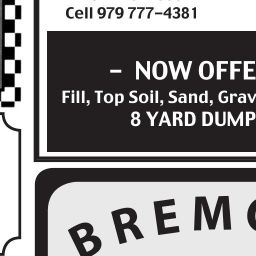 Cell 979 777-4381
- NOW OFFE
Fill, Top Soil, Sand, Grav
8 YARD DUMP
BREMO